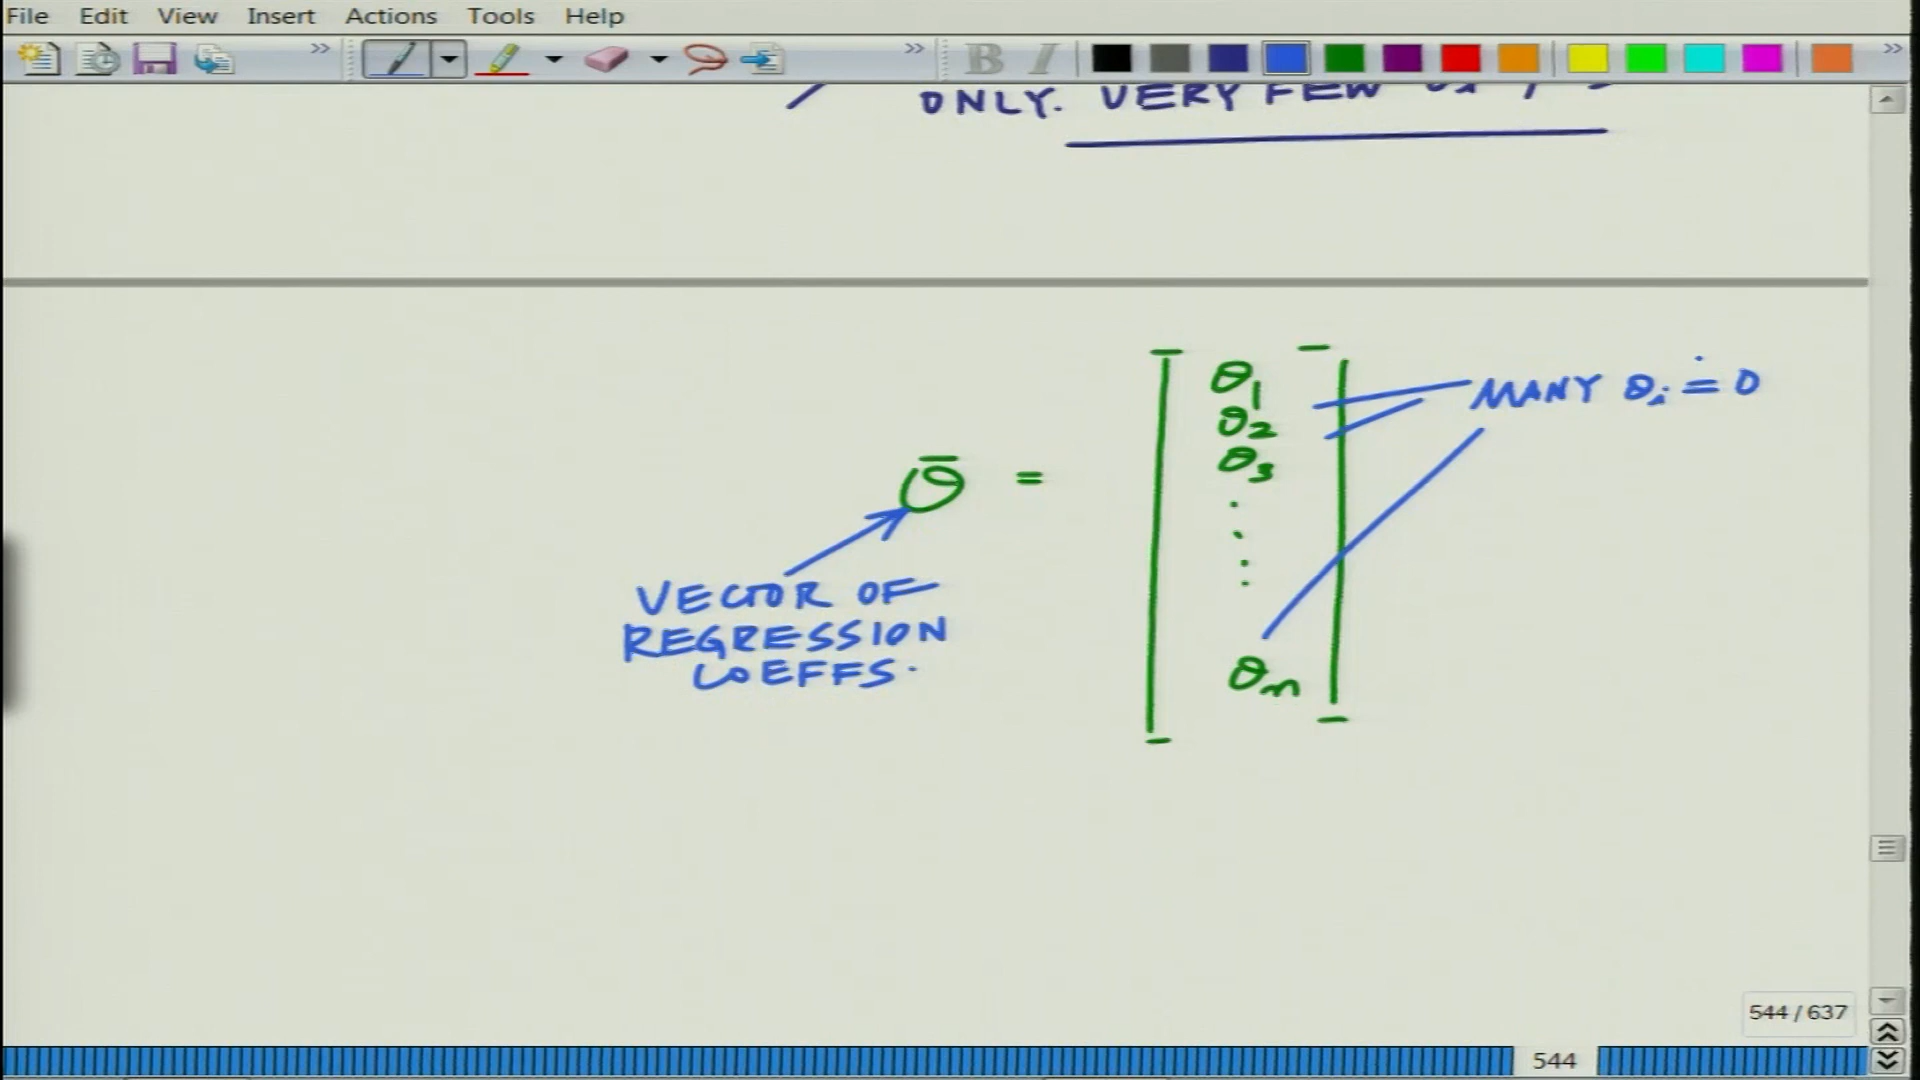 File Edit View Insert Actions Tools Help
B I
ONLY. VERY FEW
θ̄ = θ₁ θ₂ θ₃ . . . : θₘ
MANY θᵢ ≐ 0
VECTOR OF
REGRESSION
COEFFS.
544 / 637
544